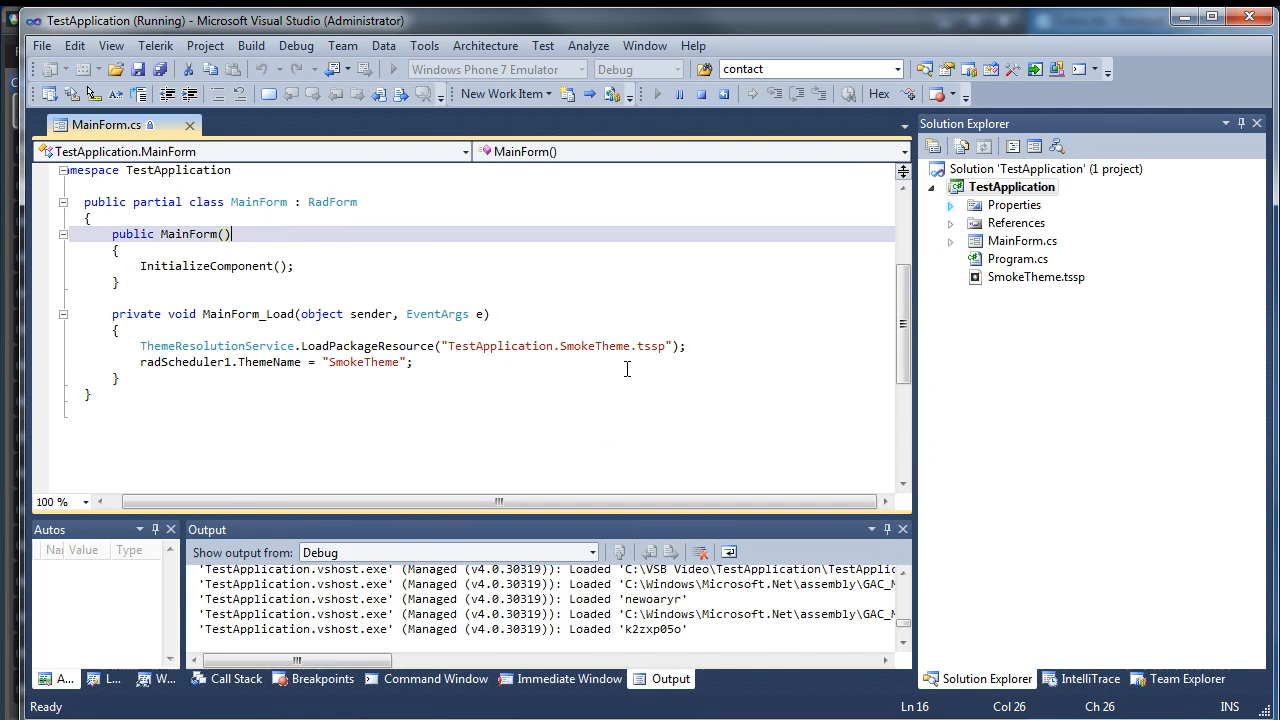 TestApplication (Running) - Microsoft Visual Studio (Administrator)
File Edit View Telerik Project Build Debug Team Data Tools Architecture Test Analyze Window Help
Windows Phone 7 Emulator Debug contact
New Work Item Hex
MainForm.cs
TestApplication.MainForm MainForm()
mespace TestApplication
public partial class MainForm : RadForm
{
public MainForm()
{
InitializeComponent();
}
private void MainForm_Load(object sender, EventArgs e)
{
ThemeResolutionService.LoadPackageResource("TestApplication.SmokeTheme.tssp");
radScheduler1.ThemeName = "SmokeTheme";
}
}
100 %
Solution Explorer
Solution 'TestApplication' (1 project)
TestApplication
Properties
References
MainForm.cs
Program.cs
SmokeTheme.tssp
Autos
Nar Value Type
Output
Show output from: Debug
'TestApplication.vshost.exe' (Managed (v4.0.30319)): Loaded 'C:\VSB Video\TestApplication\TestApplic
'TestApplication.vshost.exe' (Managed (v4.0.30319)): Loaded 'C:\Windows\Microsoft.Net\assembly\GAC_M
'TestApplication.vshost.exe' (Managed (v4.0.30319)): Loaded 'newoaryr'
'TestApplication.vshost.exe' (Managed (v4.0.30319)): Loaded 'C:\Windows\Microsoft.Net\assembly\GAC_M
'TestApplication.vshost.exe' (Managed (v4.0.30319)): Loaded 'k2zxp05o'
A... L... W... Call Stack Breakpoints Command Window Immediate Window Output
Solution Explorer IntelliTrace Team Explorer
Ready Ln 16 Col 26 Ch 26 INS